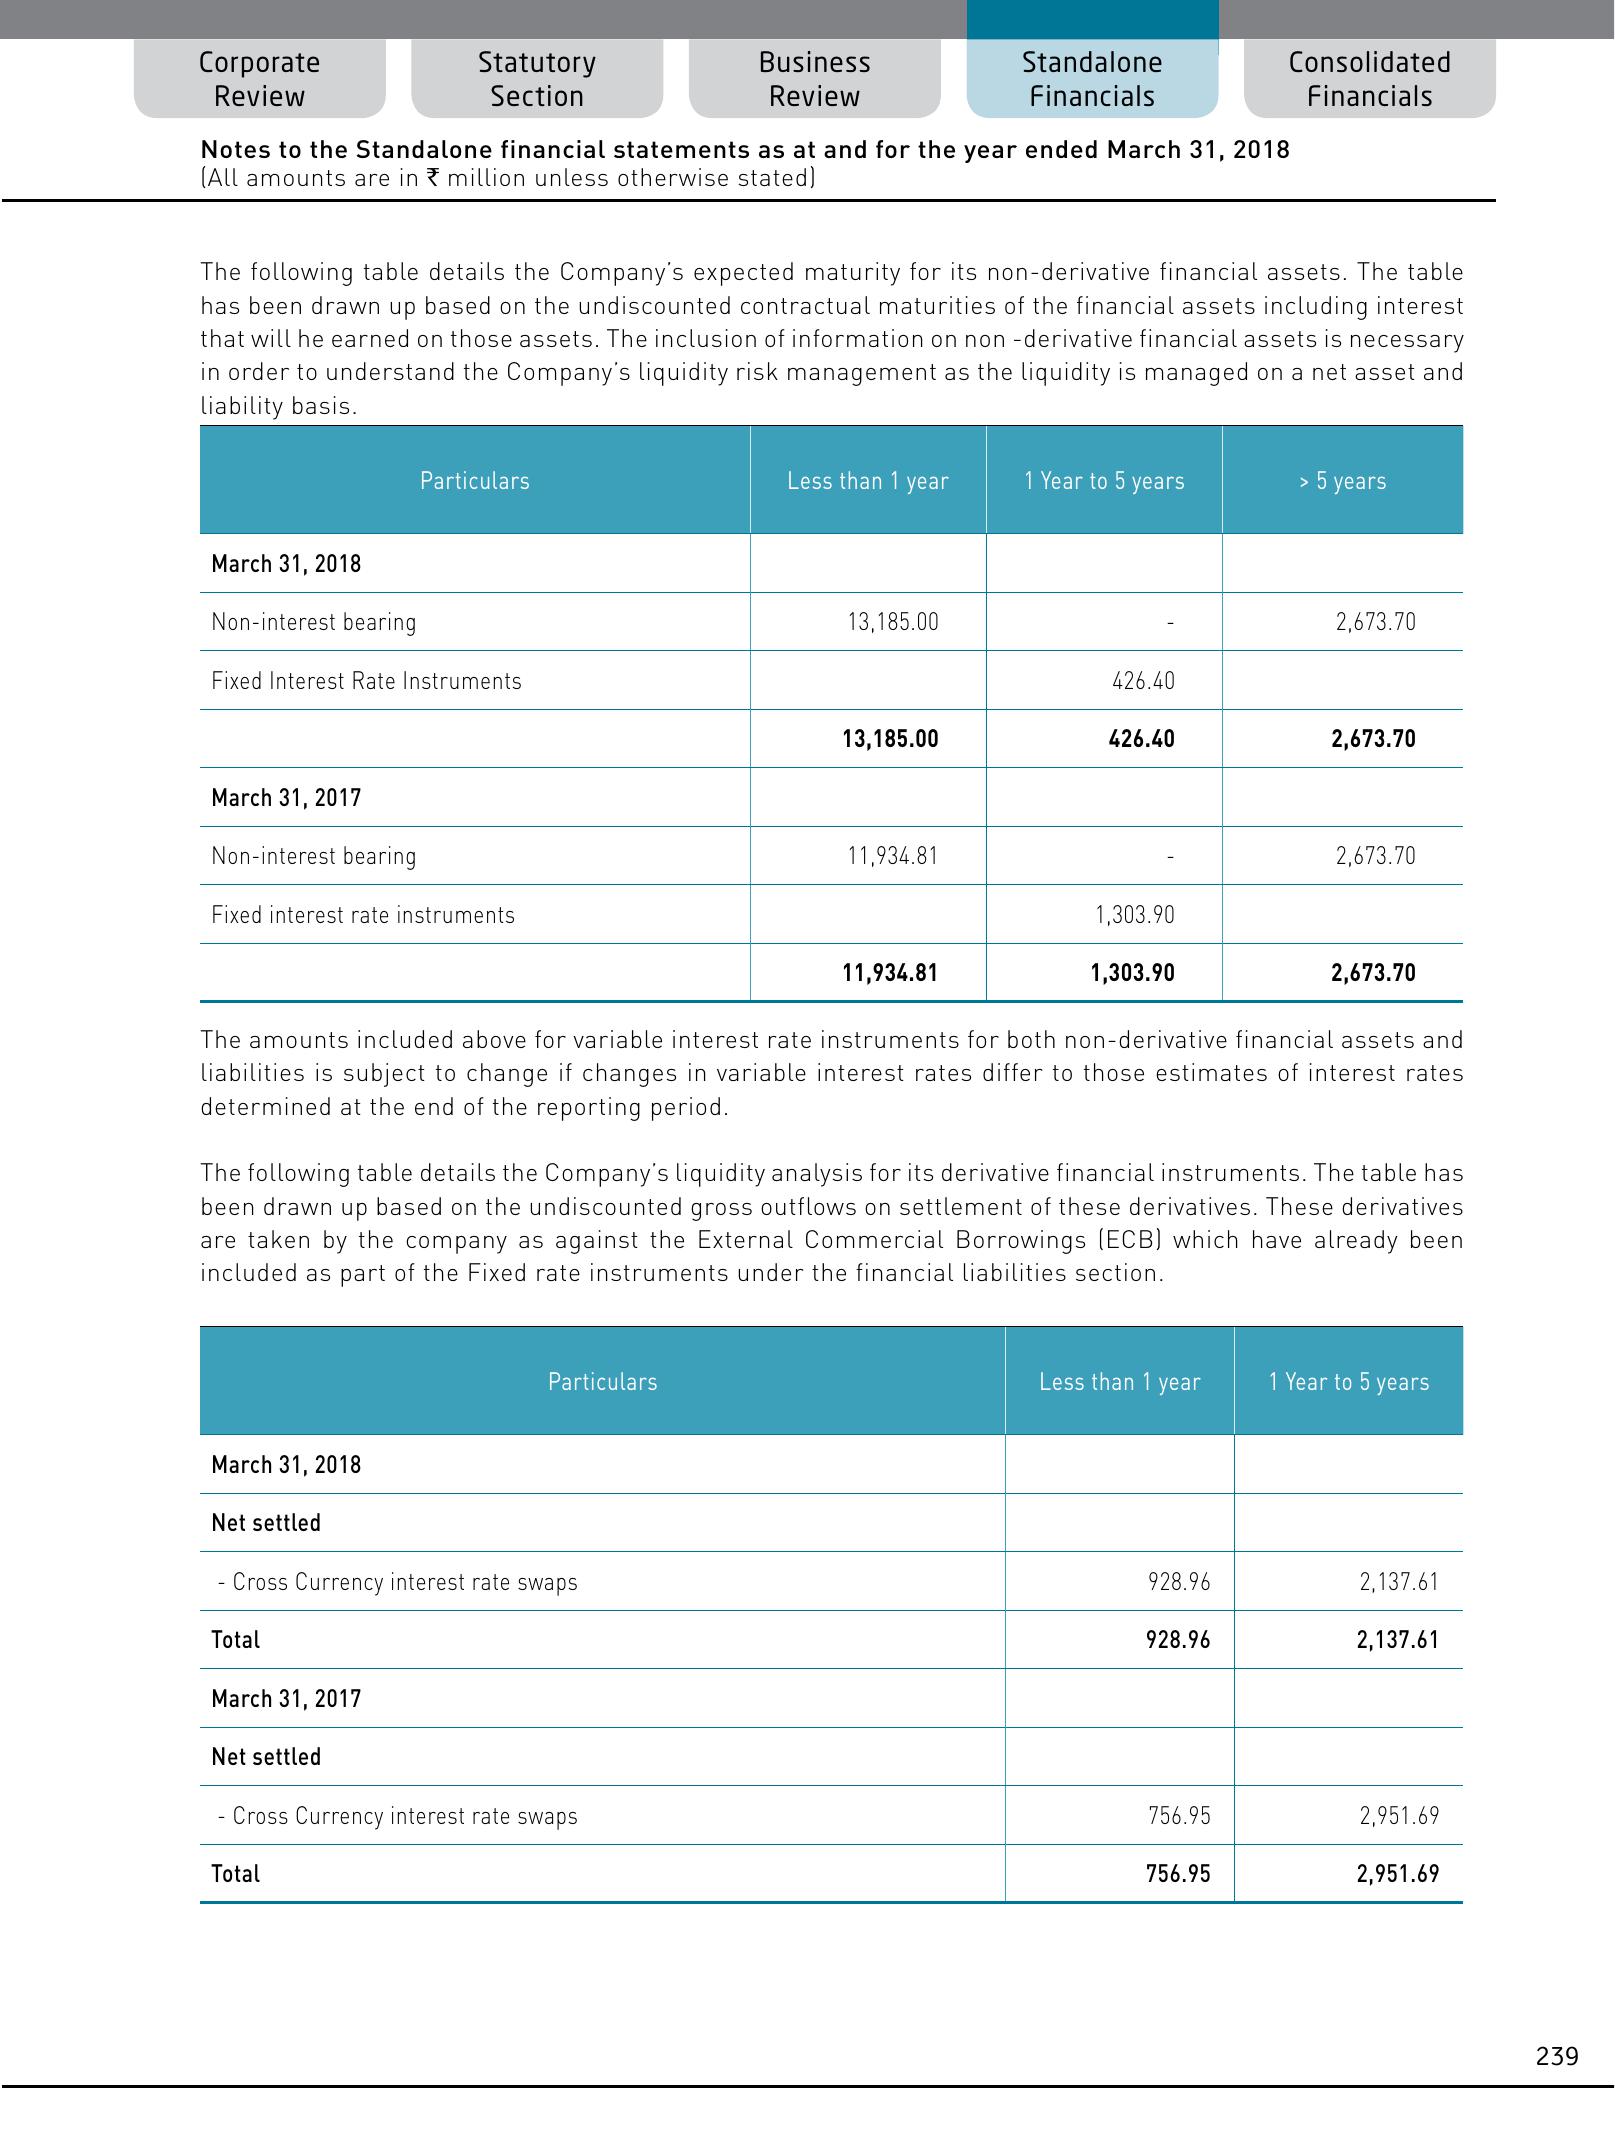 Corporate Review
Statutory Section
Business Review
Standalone Financials
Consolidated Financials
Notes to the Standalone financial statements as at and for the year ended March 31, 2018
(All amounts are in ₹ million unless otherwise stated)
The following table details the Company's expected maturity for its non-derivative financial assets. The table
has been drawn up based on the undiscounted contractual maturities of the financial assets including interest
that will he earned on those assets. The inclusion of information on non -derivative financial assets is necessary
in order to understand the Company's liquidity risk management as the liquidity is managed on a net asset and
liability basis.
Particulars Less than 1 year 1 Year to 5 years > 5 years
March 31, 2018
Non-interest bearing 13,185.00 - 2,673.70
Fixed Interest Rate Instruments 426.40
13,185.00 426.40 2,673.70
March 31, 2017
Non-interest bearing 11,934.81 - 2,673.70
Fixed interest rate instruments 1,303.90
11,934.81 1,303.90 2,673.70
The amounts included above for variable interest rate instruments for both non-derivative financial assets and
liabilities is subject to change if changes in variable interest rates differ to those estimates of interest rates
determined at the end of the reporting period.
The following table details the Company's liquidity analysis for its derivative financial instruments. The table has
been drawn up based on the undiscounted gross outflows on settlement of these derivatives. These derivatives
are taken by the company as against the External Commercial Borrowings (ECB) which have already been
included as part of the Fixed rate instruments under the financial liabilities section.
Particulars Less than 1 year 1 Year to 5 years
March 31, 2018
Net settled
- Cross Currency interest rate swaps 928.96 2,137.61
Total 928.96 2,137.61
March 31, 2017
Net settled
- Cross Currency interest rate swaps 756.95 2,951.69
Total 756.95 2,951.69
239